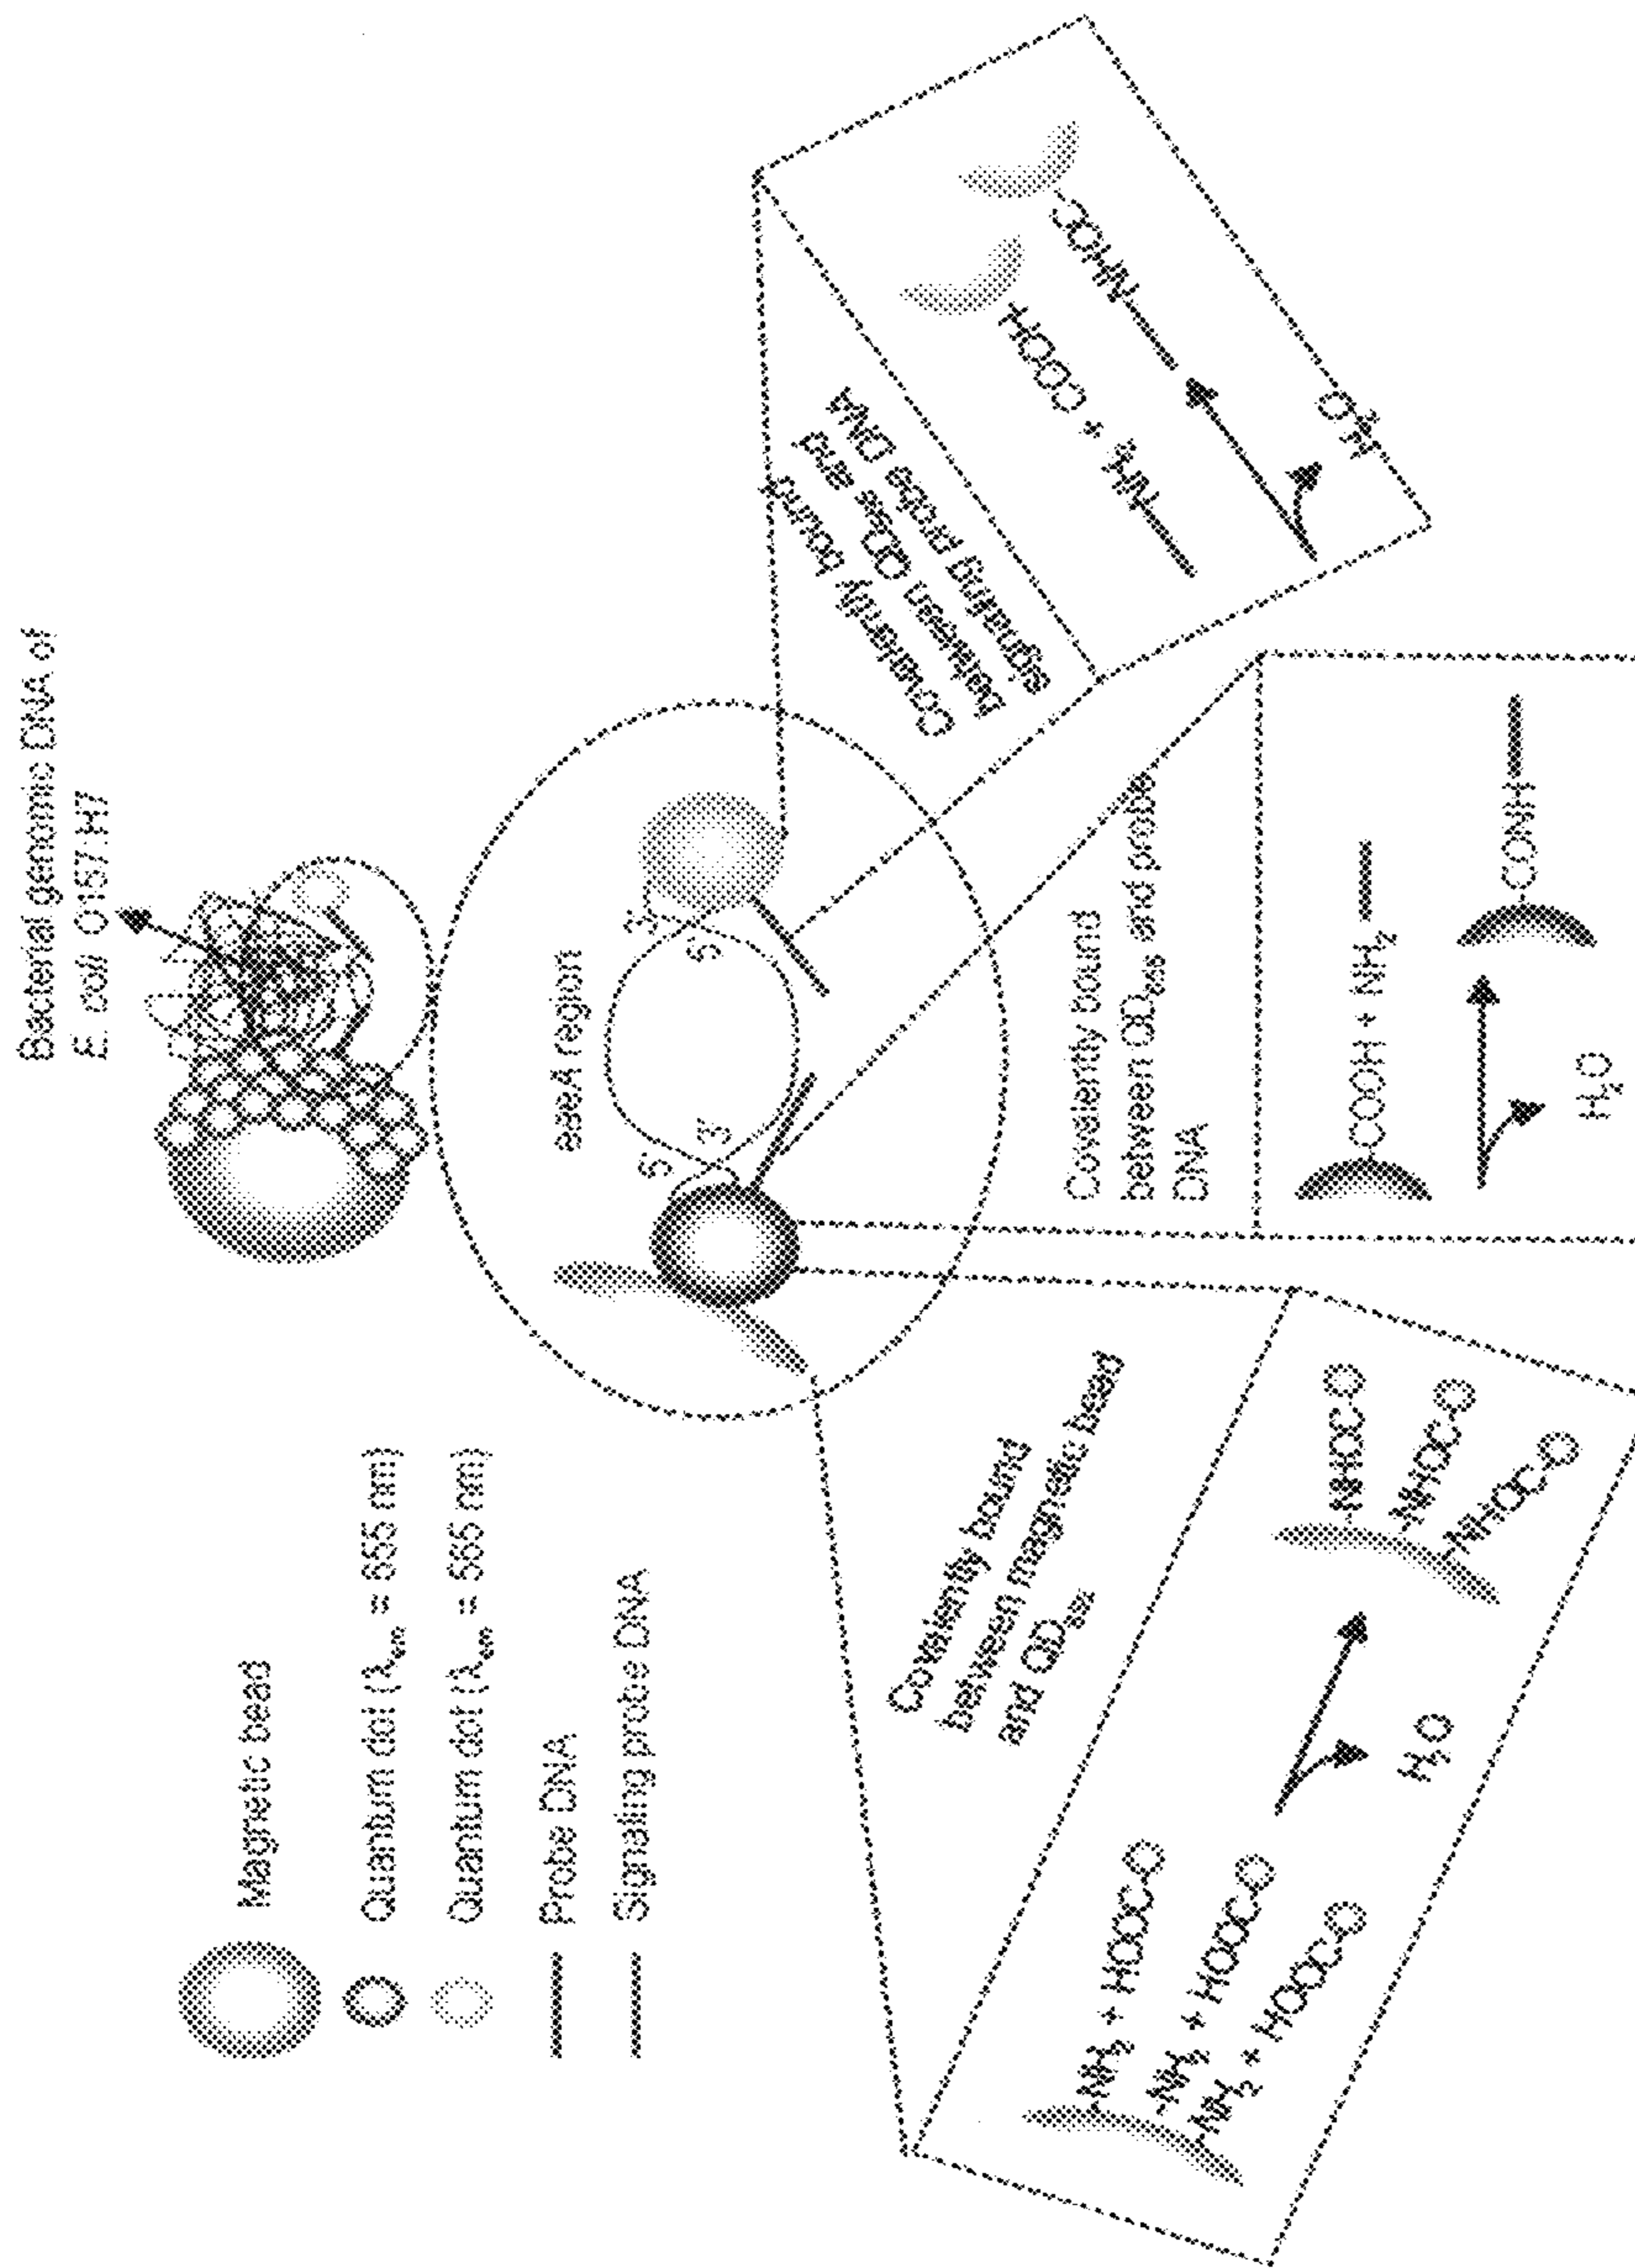 Bacterial genomic DNA of
E. coli O157:H7
Magnetic bead
Quantum dot (λem = 655 nm)
Quantum dot (λem = 565 nm)
Probe DNA
Signaling probe DNA
eaeA region
5'
3'
3'
5'
Covalently bound
between magnetic bead
and QD655
-NH2 + HOOC-
-NH2 + HOOC-
-NH2 + HOOC-
H2O
-NHOC-
-NHOC-
-NHOC-
Covalently bound
between QD655 and probe
DNA
-COOH + NH2
H2O
-CONH
Covalently bound
between QD565 and
signaling probe DNA
NH2 + HOOC
NHOC-
H2O